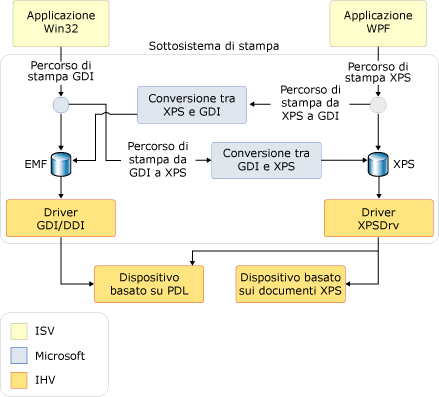 Applicazione
Win32
Applicazione
WPF
Sottosistema di stampa
Percorso di
stampa GDI
Percorso di
stampa XPS
Conversione tra
XPS e GDI
Percorso di
stampa da
XPS a GDI
EMF
Percorso di
stampa da
GDI a XPS
Conversione tra
GDI e XPS
XPS
Driver
GDI/DDI
Driver
XPSDrv
Dispositivo
basato su PDL
Dispositivo basato
sui documenti XPS
ISV
Microsoft
IHV